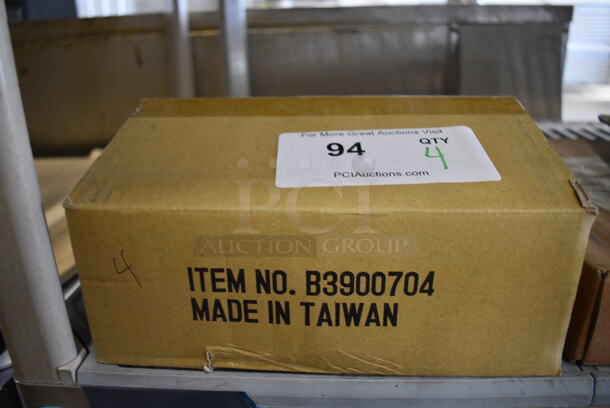 For More Great Auctions Visit
94 QTY
4
PCIAuctions.com
PCI
AUCTION GROUP
4
ITEM NO. B3900704
MADE IN TAIWAN